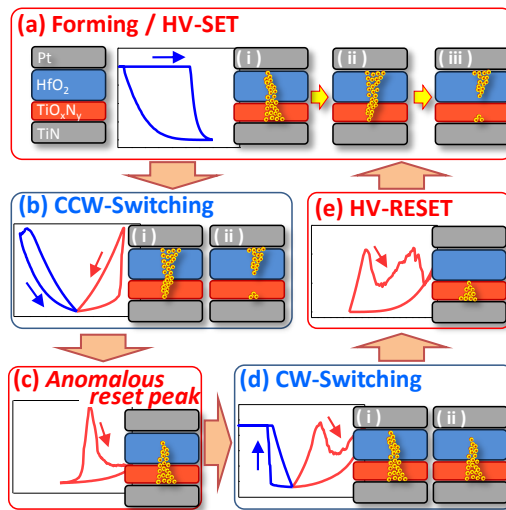 (a) Forming / HV-SET
Pt
HfO₂
TiOₓNᵧ
TiN
(i)
(ii)
(iii)
(b) CCW-Switching
(i)
(ii)
(e) HV-RESET
(c) Anomalous
reset peak
(d) CW-Switching
(i)
(ii)